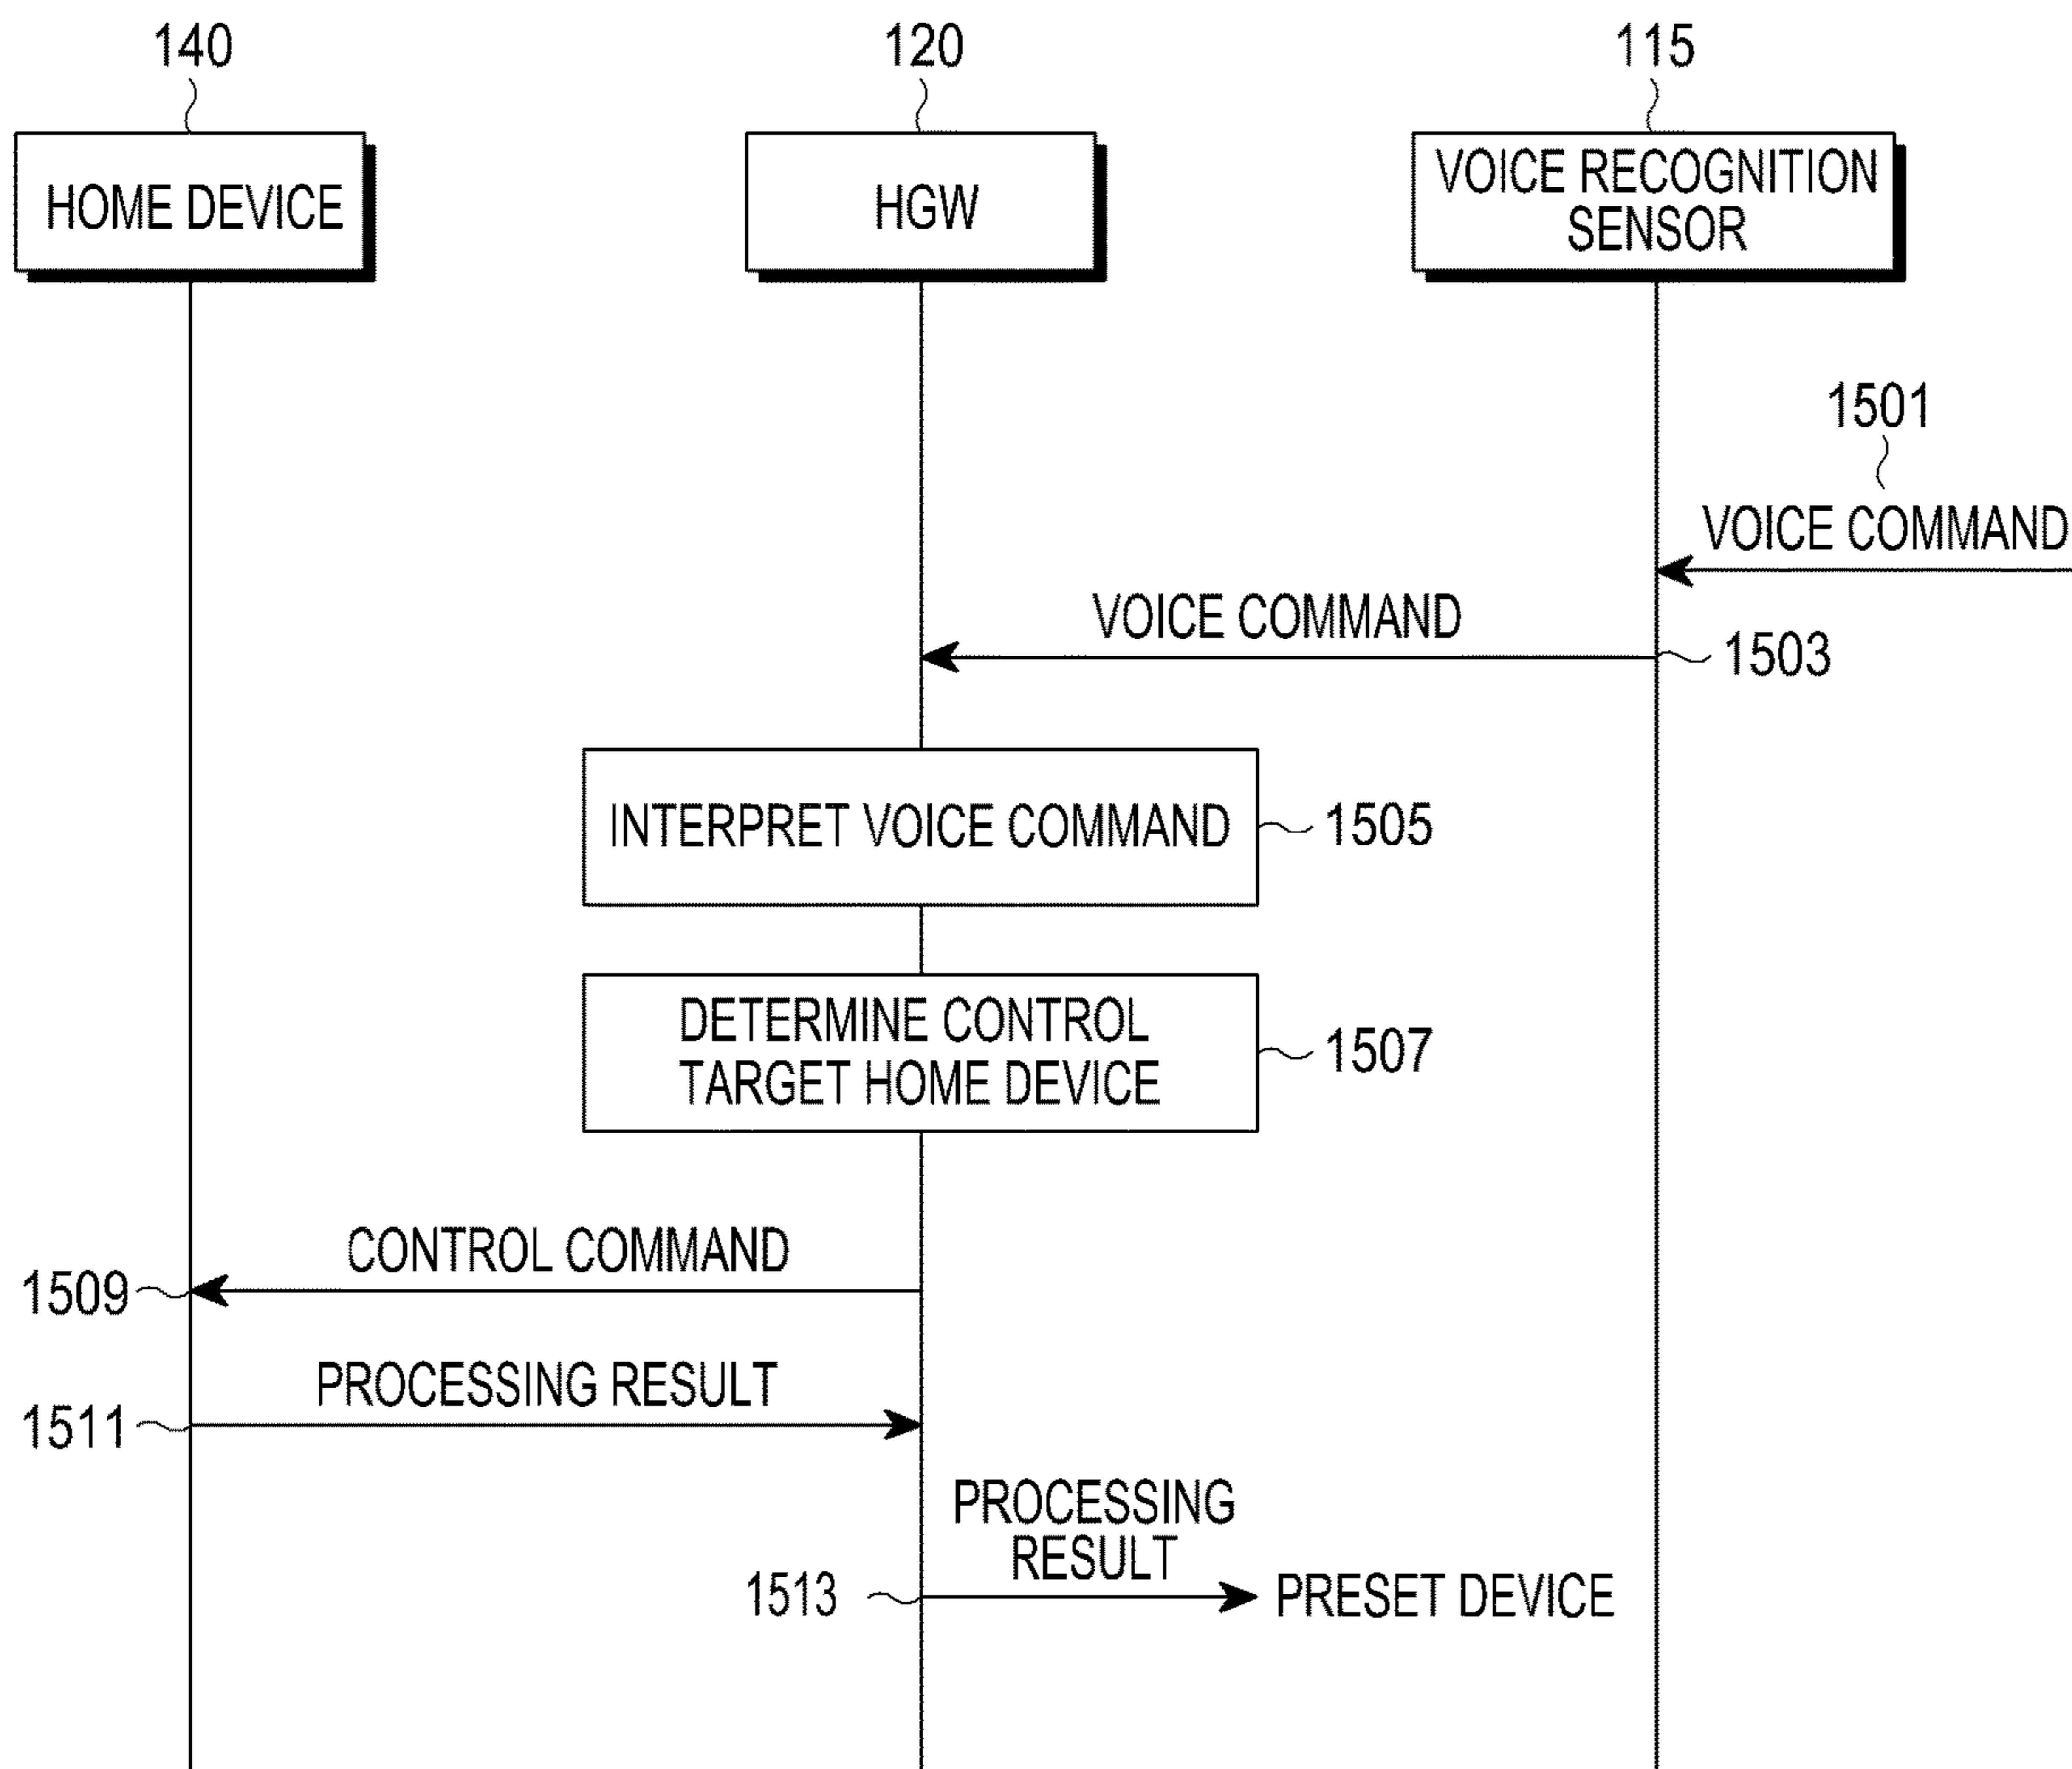 140
120
115
HOME DEVICE
HGW
VOICE RECOGNITION
SENSOR
1501
VOICE COMMAND
VOICE COMMAND
1503
INTERPRET VOICE COMMAND
1505
DETERMINE CONTROL
TARGET HOME DEVICE
1507
CONTROL COMMAND
1509
PROCESSING RESULT
1511
PROCESSING
RESULT
1513
PRESET DEVICE